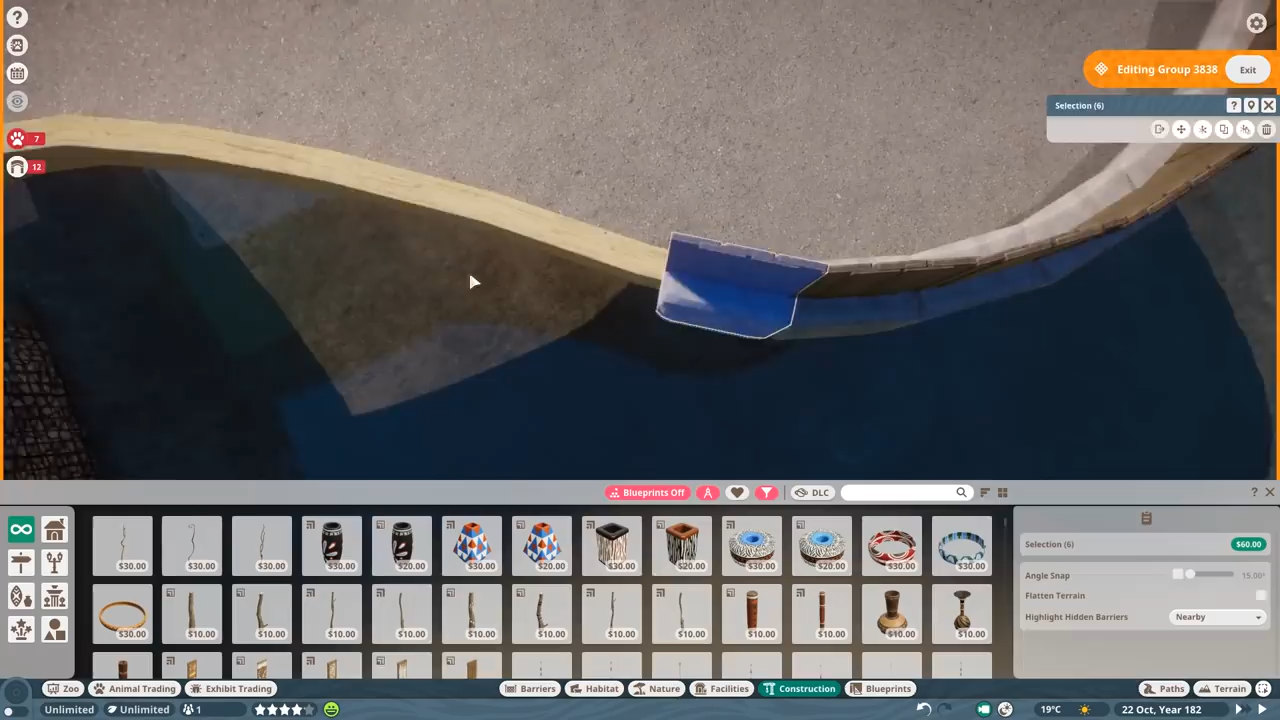 ?
Editing Group 3838
Exit
Selection (6)
?
7
12
Blueprints Off
DLC
?
$30.00 $30.00 $30.00 $30.00 $20.00 $30.00 $20.00 $30.00 $20.00 $30.00 $20.00 $30.00 $30.00
$30.00 $10.00 $10.00 $10.00 $10.00 $10.00 $10.00 $10.00 $10.00 $10.00 $10.00 $10.00 $10.00
Selection (6)
$60.00
Angle Snap
15.00°
Flatten Terrain
Highlight Hidden Barriers
Nearby
Zoo
Animal Trading
Exhibit Trading
Barriers
Habitat
Nature
Facilities
Construction
Blueprints
Paths
Terrain
Unlimited
Unlimited
1
19°C
22 Oct, Year 182